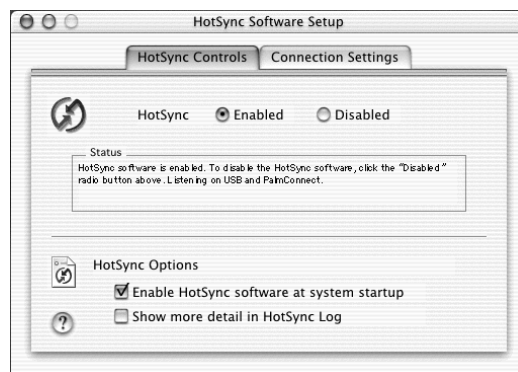 HotSync Software Setup
HotSync Controls Connection Settings
HotSync Enabled Disabled
Status
HotSync software is enabled. To disable the HotSync software, click the "Disabled"
radio button above. Listening on USB and PalmConnect.
HotSync Options
Enable HotSync software at system startup
Show more detail in HotSync Log
?